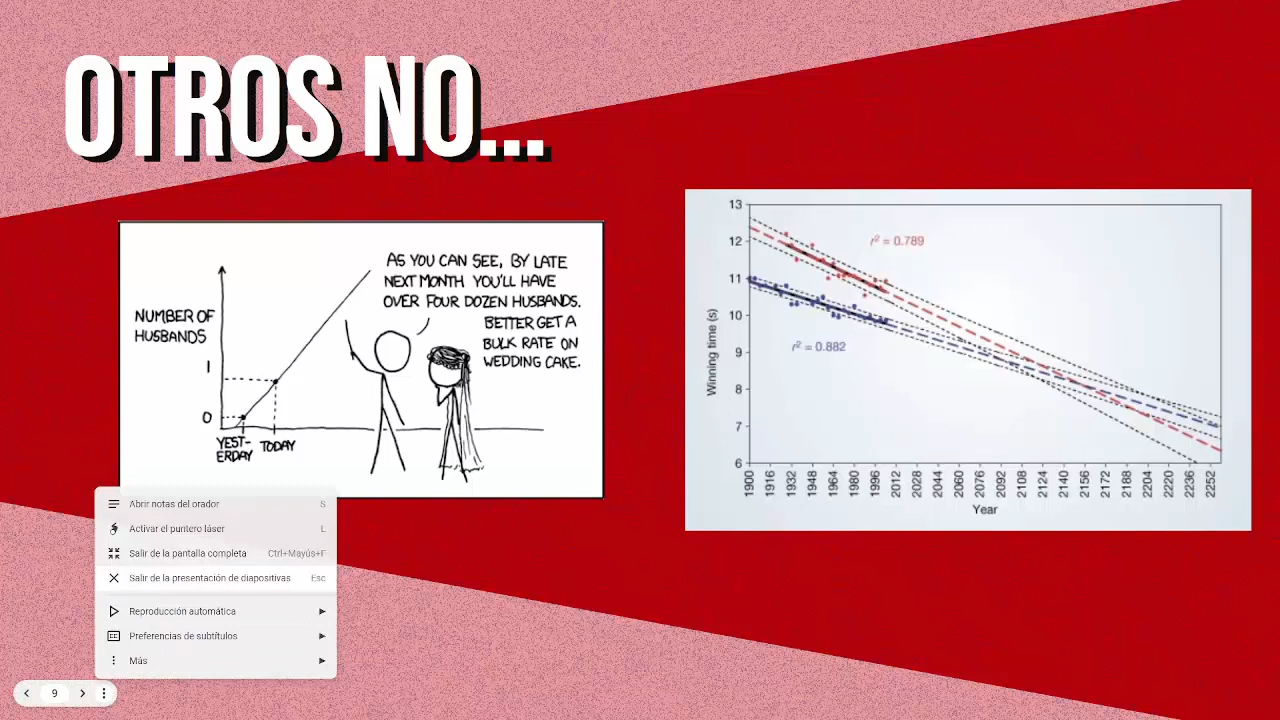 OTROS NO...
AS YOU CAN SEE, BY LATE
NEXT MONTH YOU'LL HAVE
OVER FOUR DOZEN HUSBANDS.
BETTER GET A
BULK RATE ON
WEDDING CAKE.
NUMBER OF
HUSBANDS
1
0
YEST-
ERDAY
TODAY
13
12
11
10
9
8
7
6
Winning time (s)
r² = 0.789
r² = 0.882
1900 1916 1932 1948 1964 1980 1996 2012 2028 2044 2060 2076 2092 2108 2124 2140 2156 2172 2188 2204 2220 2236 2252
Year
Abrir notas del orador S
Activar el puntero láser L
Salir de la pantalla completa Ctrl+Mayús+F
Salir de la presentación de diapositivas Esc
Reproducción automática
Preferencias de subtítulos
Más
9